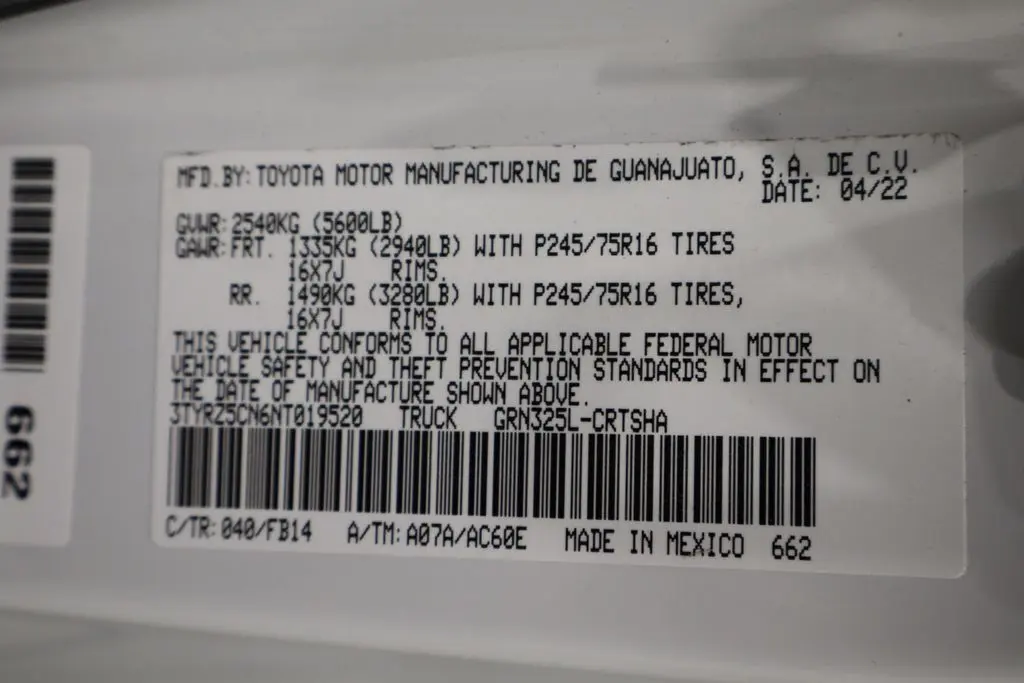 MFD.BY: TOYOTA MOTOR MANUFACTURING DE GUANAJUATO, S.A. DE C.V.
DATE: 04/22
GVWR: 2540KG (5600LB)
GAWR: FRT. 1335KG (2940LB) WITH P245/75R16 TIRES
16X7J RIMS.
RR. 1490KG (3280LB) WITH P245/75R16 TIRES,
16X7J RIMS.
THIS VEHICLE CONFORMS TO ALL APPLICABLE FEDERAL MOTOR
VEHICLE SAFETY AND THEFT PREVENTION STANDARDS IN EFFECT ON
THE DATE OF MANUFACTURE SHOWN ABOVE.
3TYRZ5CN6NT019520 TRUCK GRN325L-CRTSHA
C/TR: 040/FB14 A/TM: A07A/AC60E MADE IN MEXICO 662
662